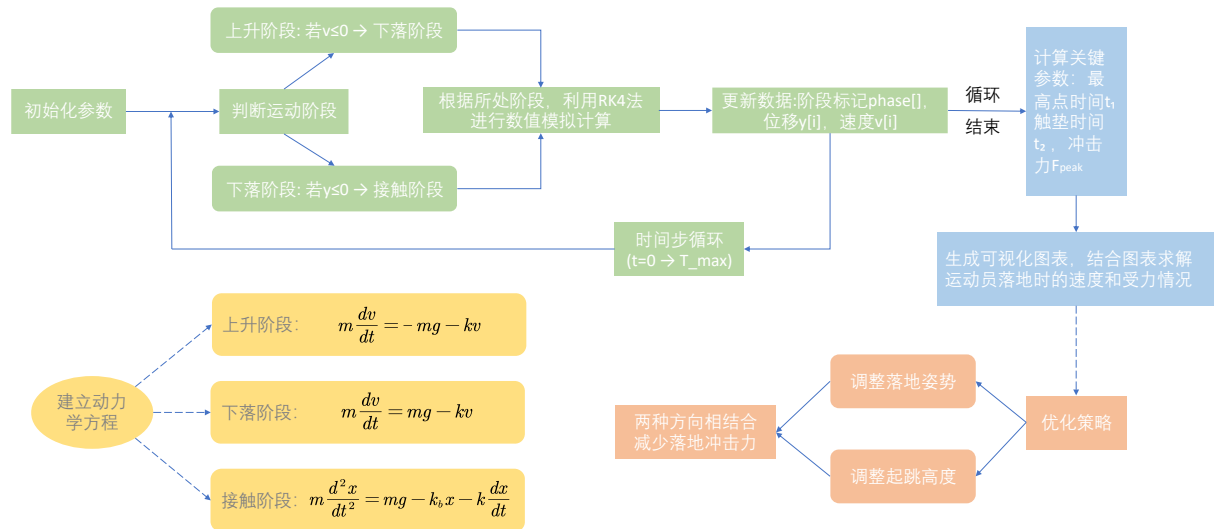 上升阶段: 若v≤0 → 下落阶段
初始化参数
判断运动阶段
下落阶段: 若y≤0 → 接触阶段
根据所处阶段，利用RK4法
进行数值模拟计算
更新数据:阶段标记phase[],
位移y[i]，速度v[i]
循环
结束
计算关键
参数：最
高点时间t₁
触垫时间
t₂ ，冲击
力Fpeak
时间步循环
(t=0 → T_max)
生成可视化图表，结合图表求解
运动员落地时的速度和受力情况
建立动力
学方程
上升阶段： m dv/dt = − mg − kv
下落阶段： m dv/dt = mg − kv
接触阶段： m d²x/dt² = mg − k_b x − k dx/dt
调整落地姿势
两种方向相结合
减少落地冲击力
优化策略
调整起跳高度